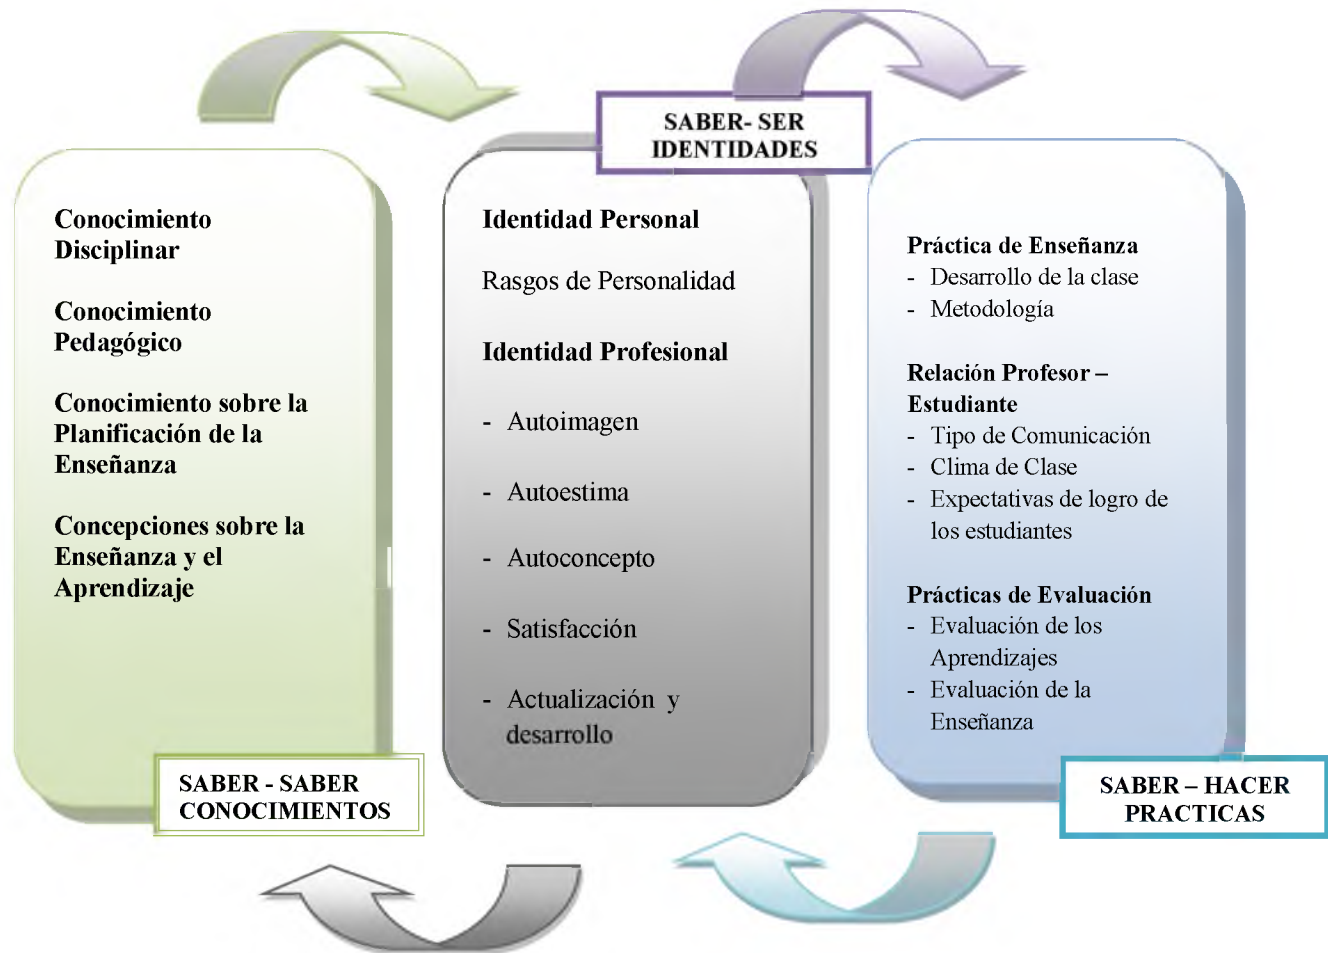 Conocimiento
Disciplinar
Conocimiento
Pedagógico
Conocimiento sobre la
Planificación de la
Enseñanza
Concepciones sobre la
Enseñanza y el
Aprendizaje
SABER - SABER
CONOCIMIENTOS
SABER- SER
IDENTIDADES
Identidad Personal
Rasgos de Personalidad
Identidad Profesional
- Autoimagen
- Autoestima
- Autoconcepto
- Satisfacción
- Actualización y
desarrollo
Práctica de Enseñanza
- Desarrollo de la clase
- Metodología
Relación Profesor –
Estudiante
- Tipo de Comunicación
- Clima de Clase
- Expectativas de logro de
los estudiantes
Prácticas de Evaluación
- Evaluación de los
Aprendizajes
- Evaluación de la
Enseñanza
SABER – HACER
PRACTICAS